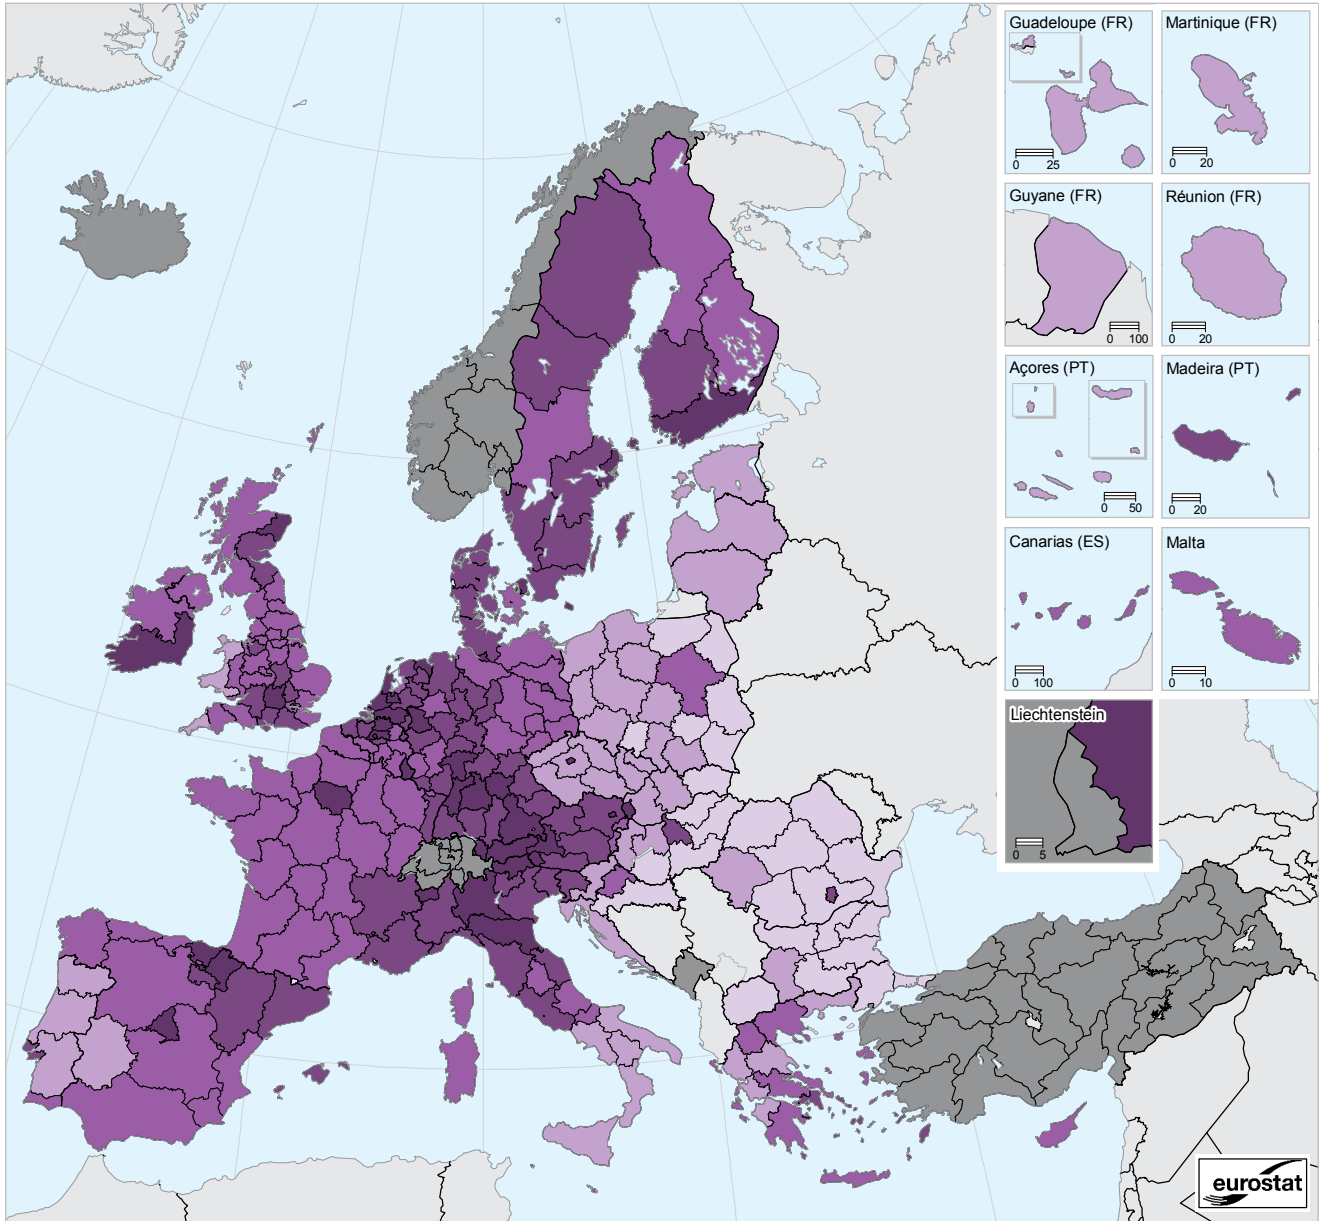 Guadeloupe (FR)
0 25
Martinique (FR)
0 20
Guyane (FR)
0 100
Réunion (FR)
0 20
Açores (PT)
0 50
Madeira (PT)
0 20
Canarias (ES)
0 100
Malta
0 10
Liechtenstein
0 5
eurostat